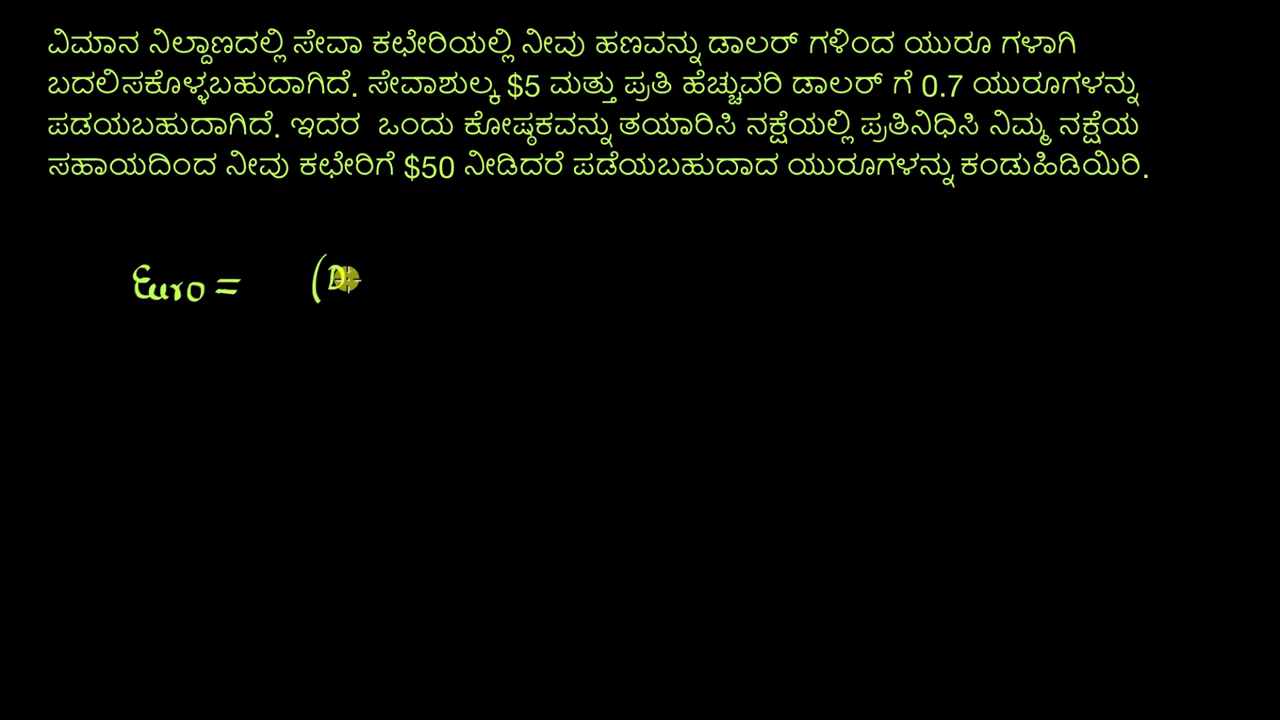 ವಿಮಾನ ನಿಲ್ದಾಣದಲ್ಲಿ ಸೇವಾ ಕಛೇರಿಯಲ್ಲಿ ನೀವು ಹಣವನ್ನು ಡಾಲರ್ ಗಳಿಂದ ಯುರೂ ಗಳಾಗಿ
ಬದಲಿಸಕೊಳ್ಳಬಹುದಾಗಿದೆ. ಸೇವಾಶುಲ್ಕ $5 ಮತ್ತು ಪ್ರತಿ ಹೆಚ್ಚುವರಿ ಡಾಲರ್ ಗೆ 0.7 ಯುರೂಗಳನ್ನು
ಪಡಯಬಹುದಾಗಿದೆ. ಇದರ ಒಂದು ಕೋಷ್ಠಕವನ್ನು ತಯಾರಿಸಿ ನಕ್ಷೆಯಲ್ಲಿ ಪ್ರತಿನಿಧಿಸಿ ನಿಮ್ಮ ನಕ್ಷೆಯ
ಸಹಾಯದಿಂದ ನೀವು ಕಛೇರಿಗೆ $50 ನೀಡಿದರೆ ಪಡೆಯಬಹುದಾದ ಯುರೂಗಳನ್ನು ಕಂಡುಹಿಡಿಯಿರಿ.
Euro = (D